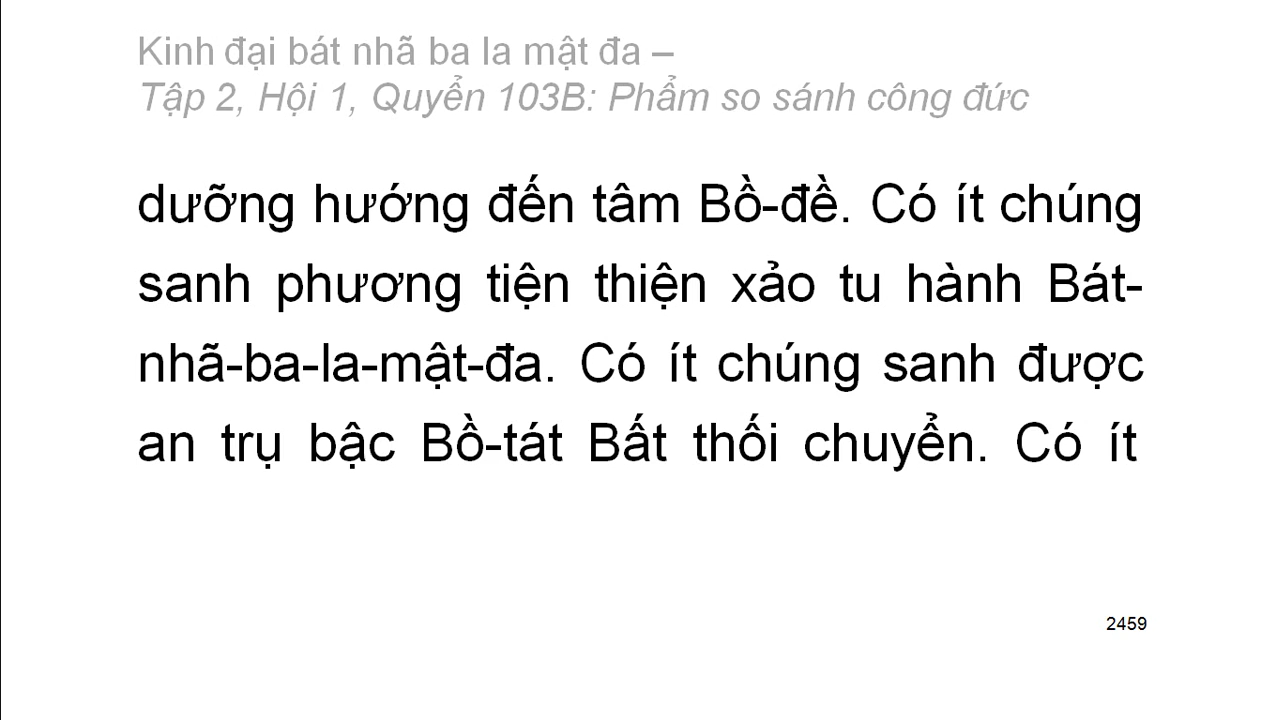 Kinh đại bát nhã ba la mật đa –
Tập 2, Hội 1, Quyển 103B: Phẩm so sánh công đức
dưỡng hướng đến tâm Bồ-đề. Có ít chúng
sanh phương tiện thiện xảo tu hành Bát-
nhã-ba-la-mật-đa. Có ít chúng sanh được
an trụ bậc Bồ-tát Bất thối chuyển. Có ít
2459